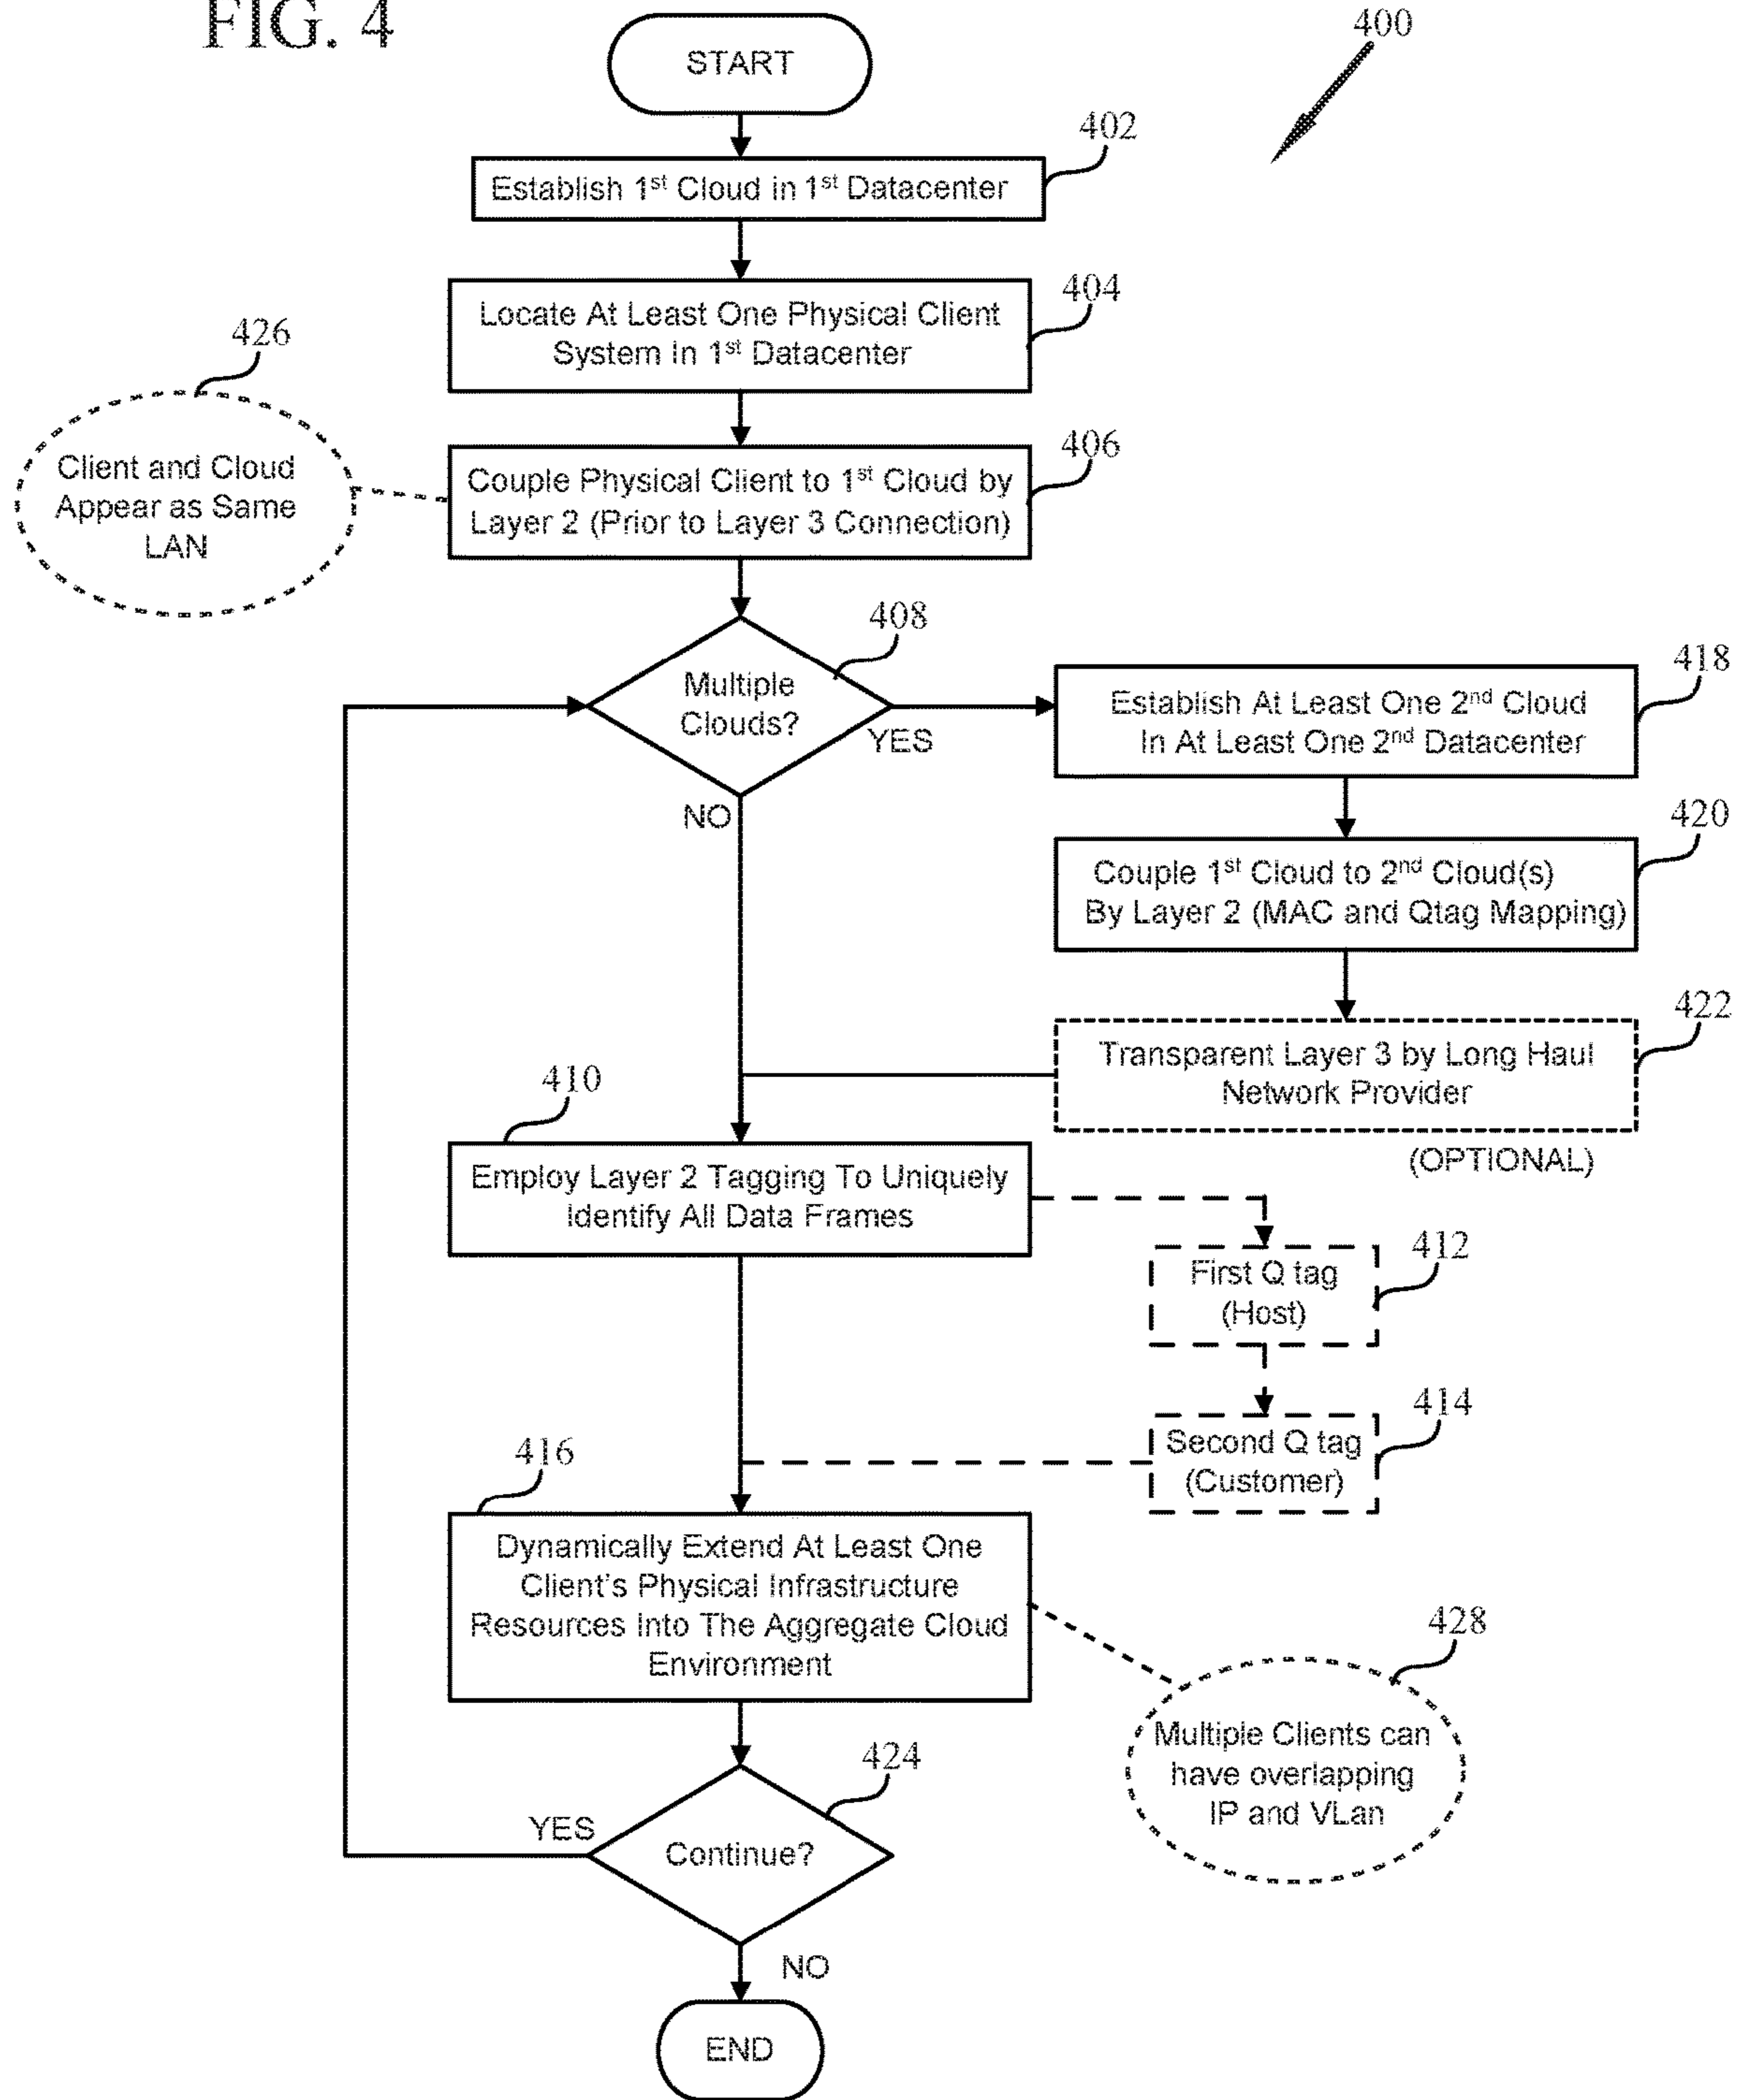 FIG. 4
400
START
402
Establish 1st Cloud in 1st Datacenter
404
Locate At Least One Physical Client
System In 1st Datacenter
426
Client and Cloud
Appear as Same
LAN
406
Couple Physical Client to 1st Cloud by
Layer 2 (Prior to Layer 3 Connection)
408
Multiple
Clouds?
YES
NO
418
Establish At Least One 2nd Cloud
In At Least One 2nd Datacenter
420
Couple 1st Cloud to 2nd Cloud(s)
By Layer 2 (MAC and Qtag Mapping)
422
Transparent Layer 3 by Long Haul
Network Provider
(OPTIONAL)
410
Employ Layer 2 Tagging To Uniquely
Identify All Data Frames
412
First Q tag
(Host)
414
Second Q tag
(Customer)
416
Dynamically Extend At Least One
Client's Physical Infrastructure
Resources Into The Aggregate Cloud
Environment
428
Multiple Clients can
have overlapping
IP and VLan
424
YES
Continue?
NO
END